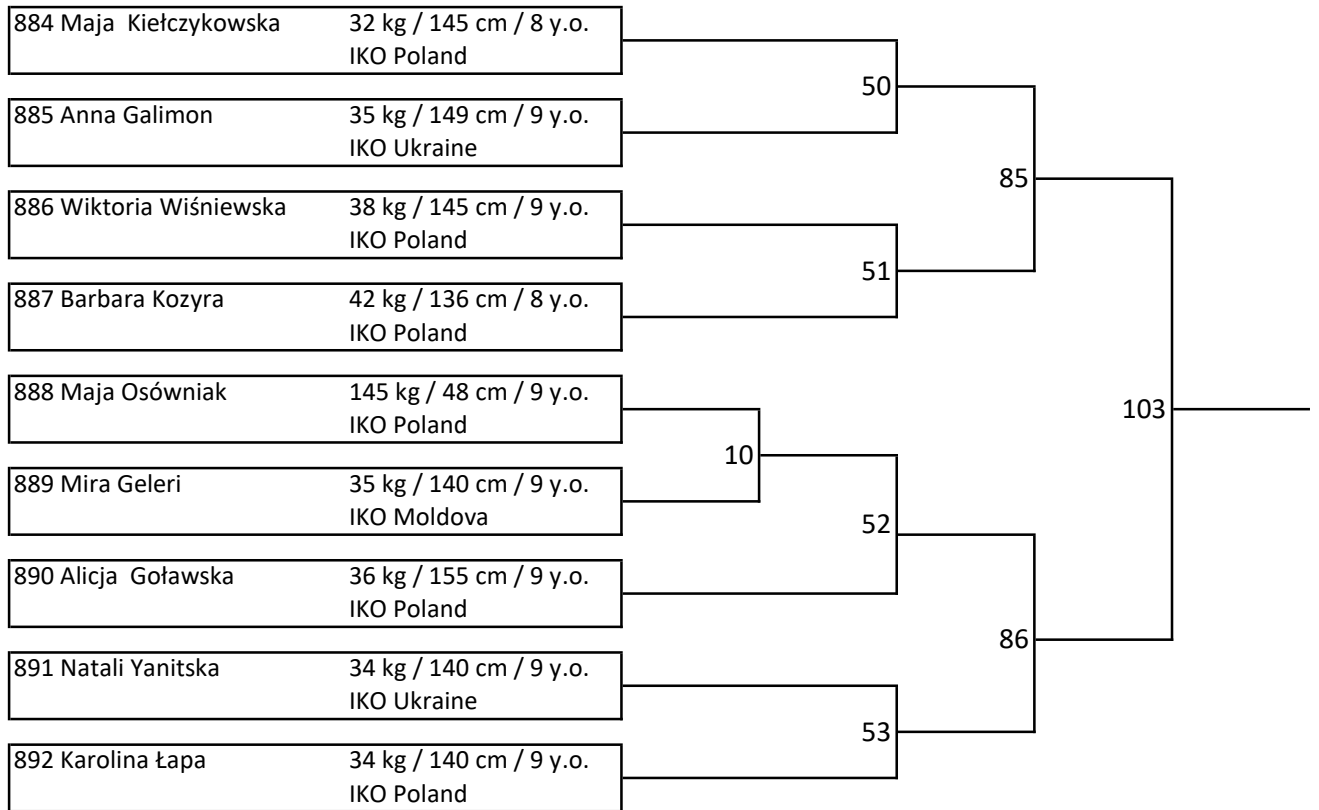 884 Maja  Kiełczykowska 32 kg / 145 cm / 8 y.o.
IKO Poland
50
885 Anna Galimon 35 kg / 149 cm / 9 y.o.
IKO Ukraine
85
886 Wiktoria Wiśniewska 38 kg / 145 cm / 9 y.o.
IKO Poland
51
887 Barbara Kozyra 42 kg / 136 cm / 8 y.o.
IKO Poland
888 Maja Osówniak 145 kg / 48 cm / 9 y.o.
103
IKO Poland
10
889 Mira Geleri 35 kg / 140 cm / 9 y.o.
IKO Moldova
52
890 Alicja  Goławska 36 kg / 155 cm / 9 y.o.
IKO Poland
86
891 Natali Yanitska 34 kg / 140 cm / 9 y.o.
IKO Ukraine
53
892 Karolina Łapa 34 kg / 140 cm / 9 y.o.
IKO Poland